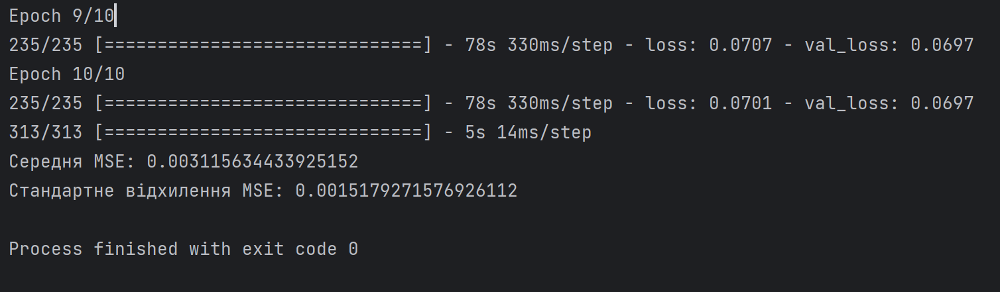 Epoch 9/10
235/235 [==============================] - 78s 330ms/step - loss: 0.0707 - val_loss: 0.0697
Epoch 10/10
235/235 [==============================] - 78s 330ms/step - loss: 0.0701 - val_loss: 0.0697
313/313 [==============================] - 5s 14ms/step
Середня MSE: 0.003115634433925152
Стандартне відхилення MSE: 0.0015179271576926112
Process finished with exit code 0